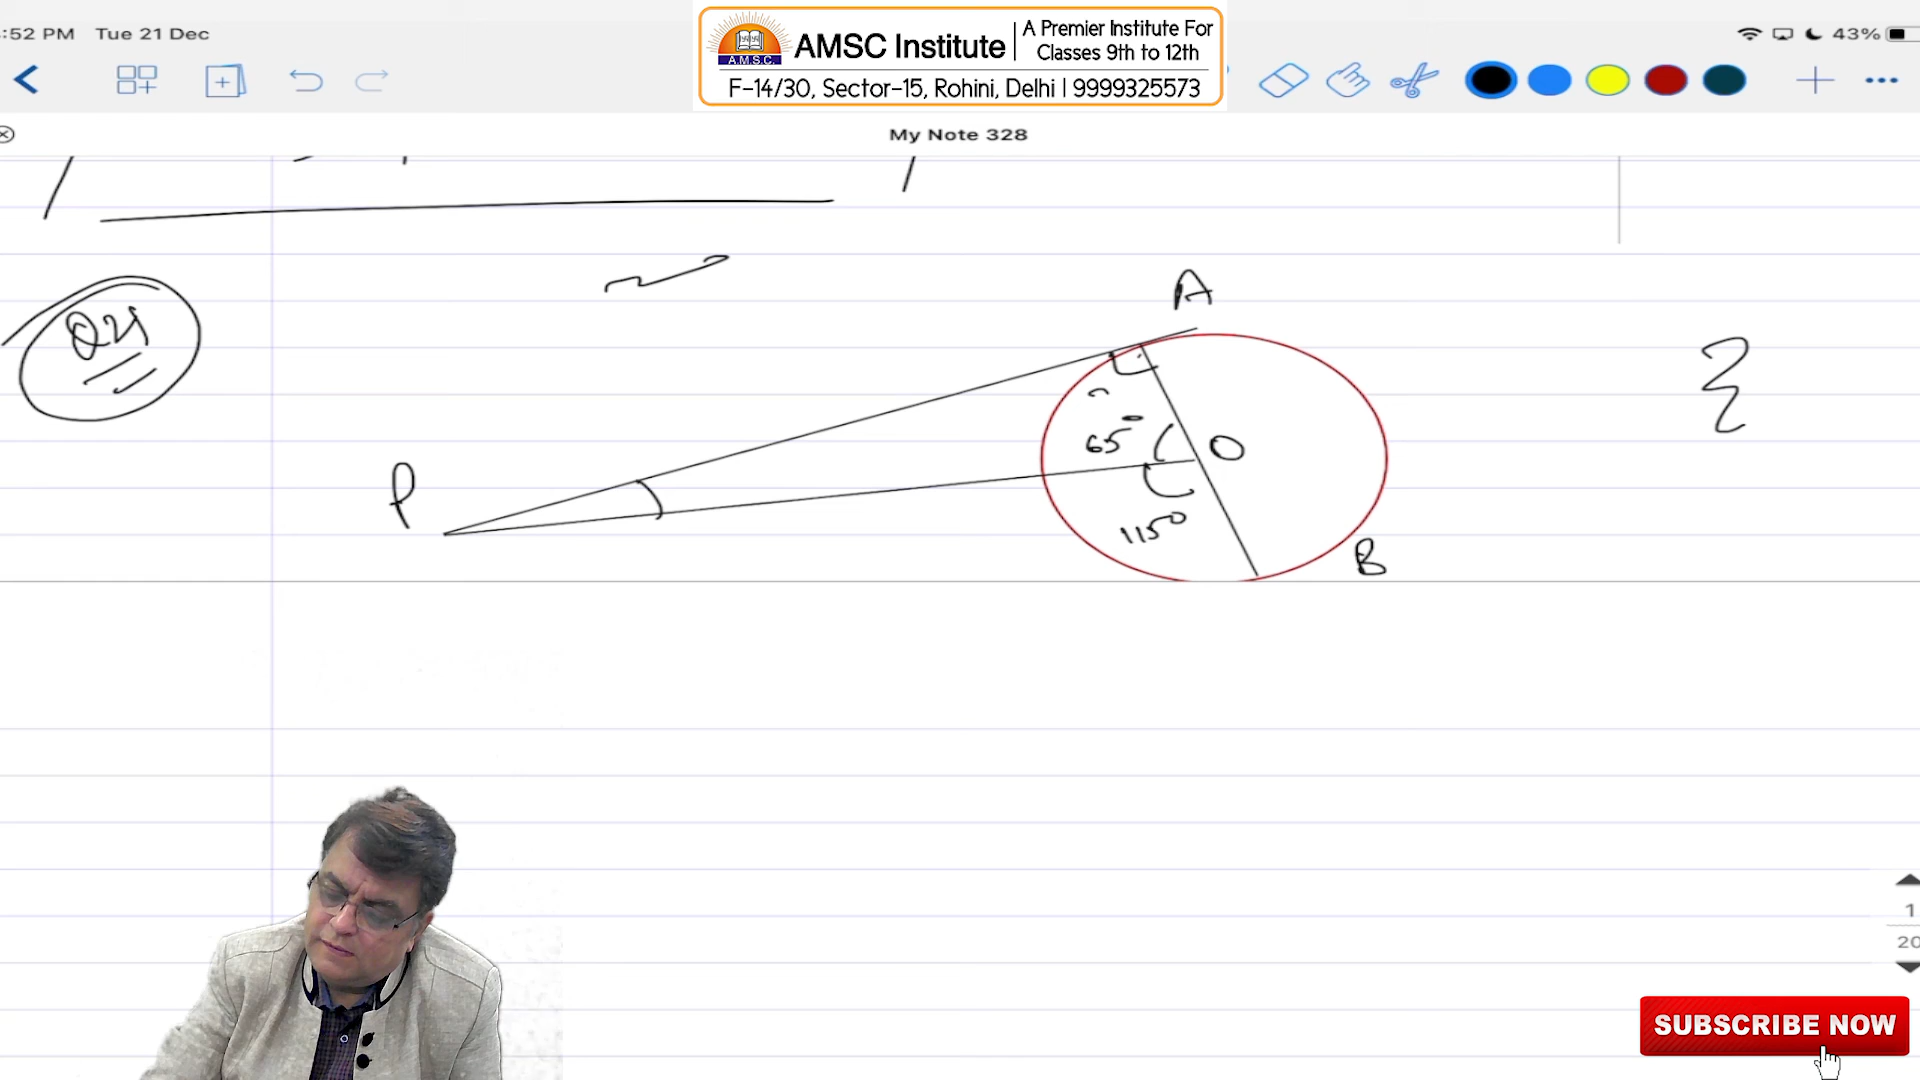 :52 PM Tue 21 Dec
43%
AMSC Institute
A.M.S.C.
A Premier Institute For
Classes 9th to 12th
F-14/30, Sector-15, Rohini, Delhi | 9999325573
My Note 328
A
65°
O
P
115°
B
1
20
SUBSCRIBE NOW